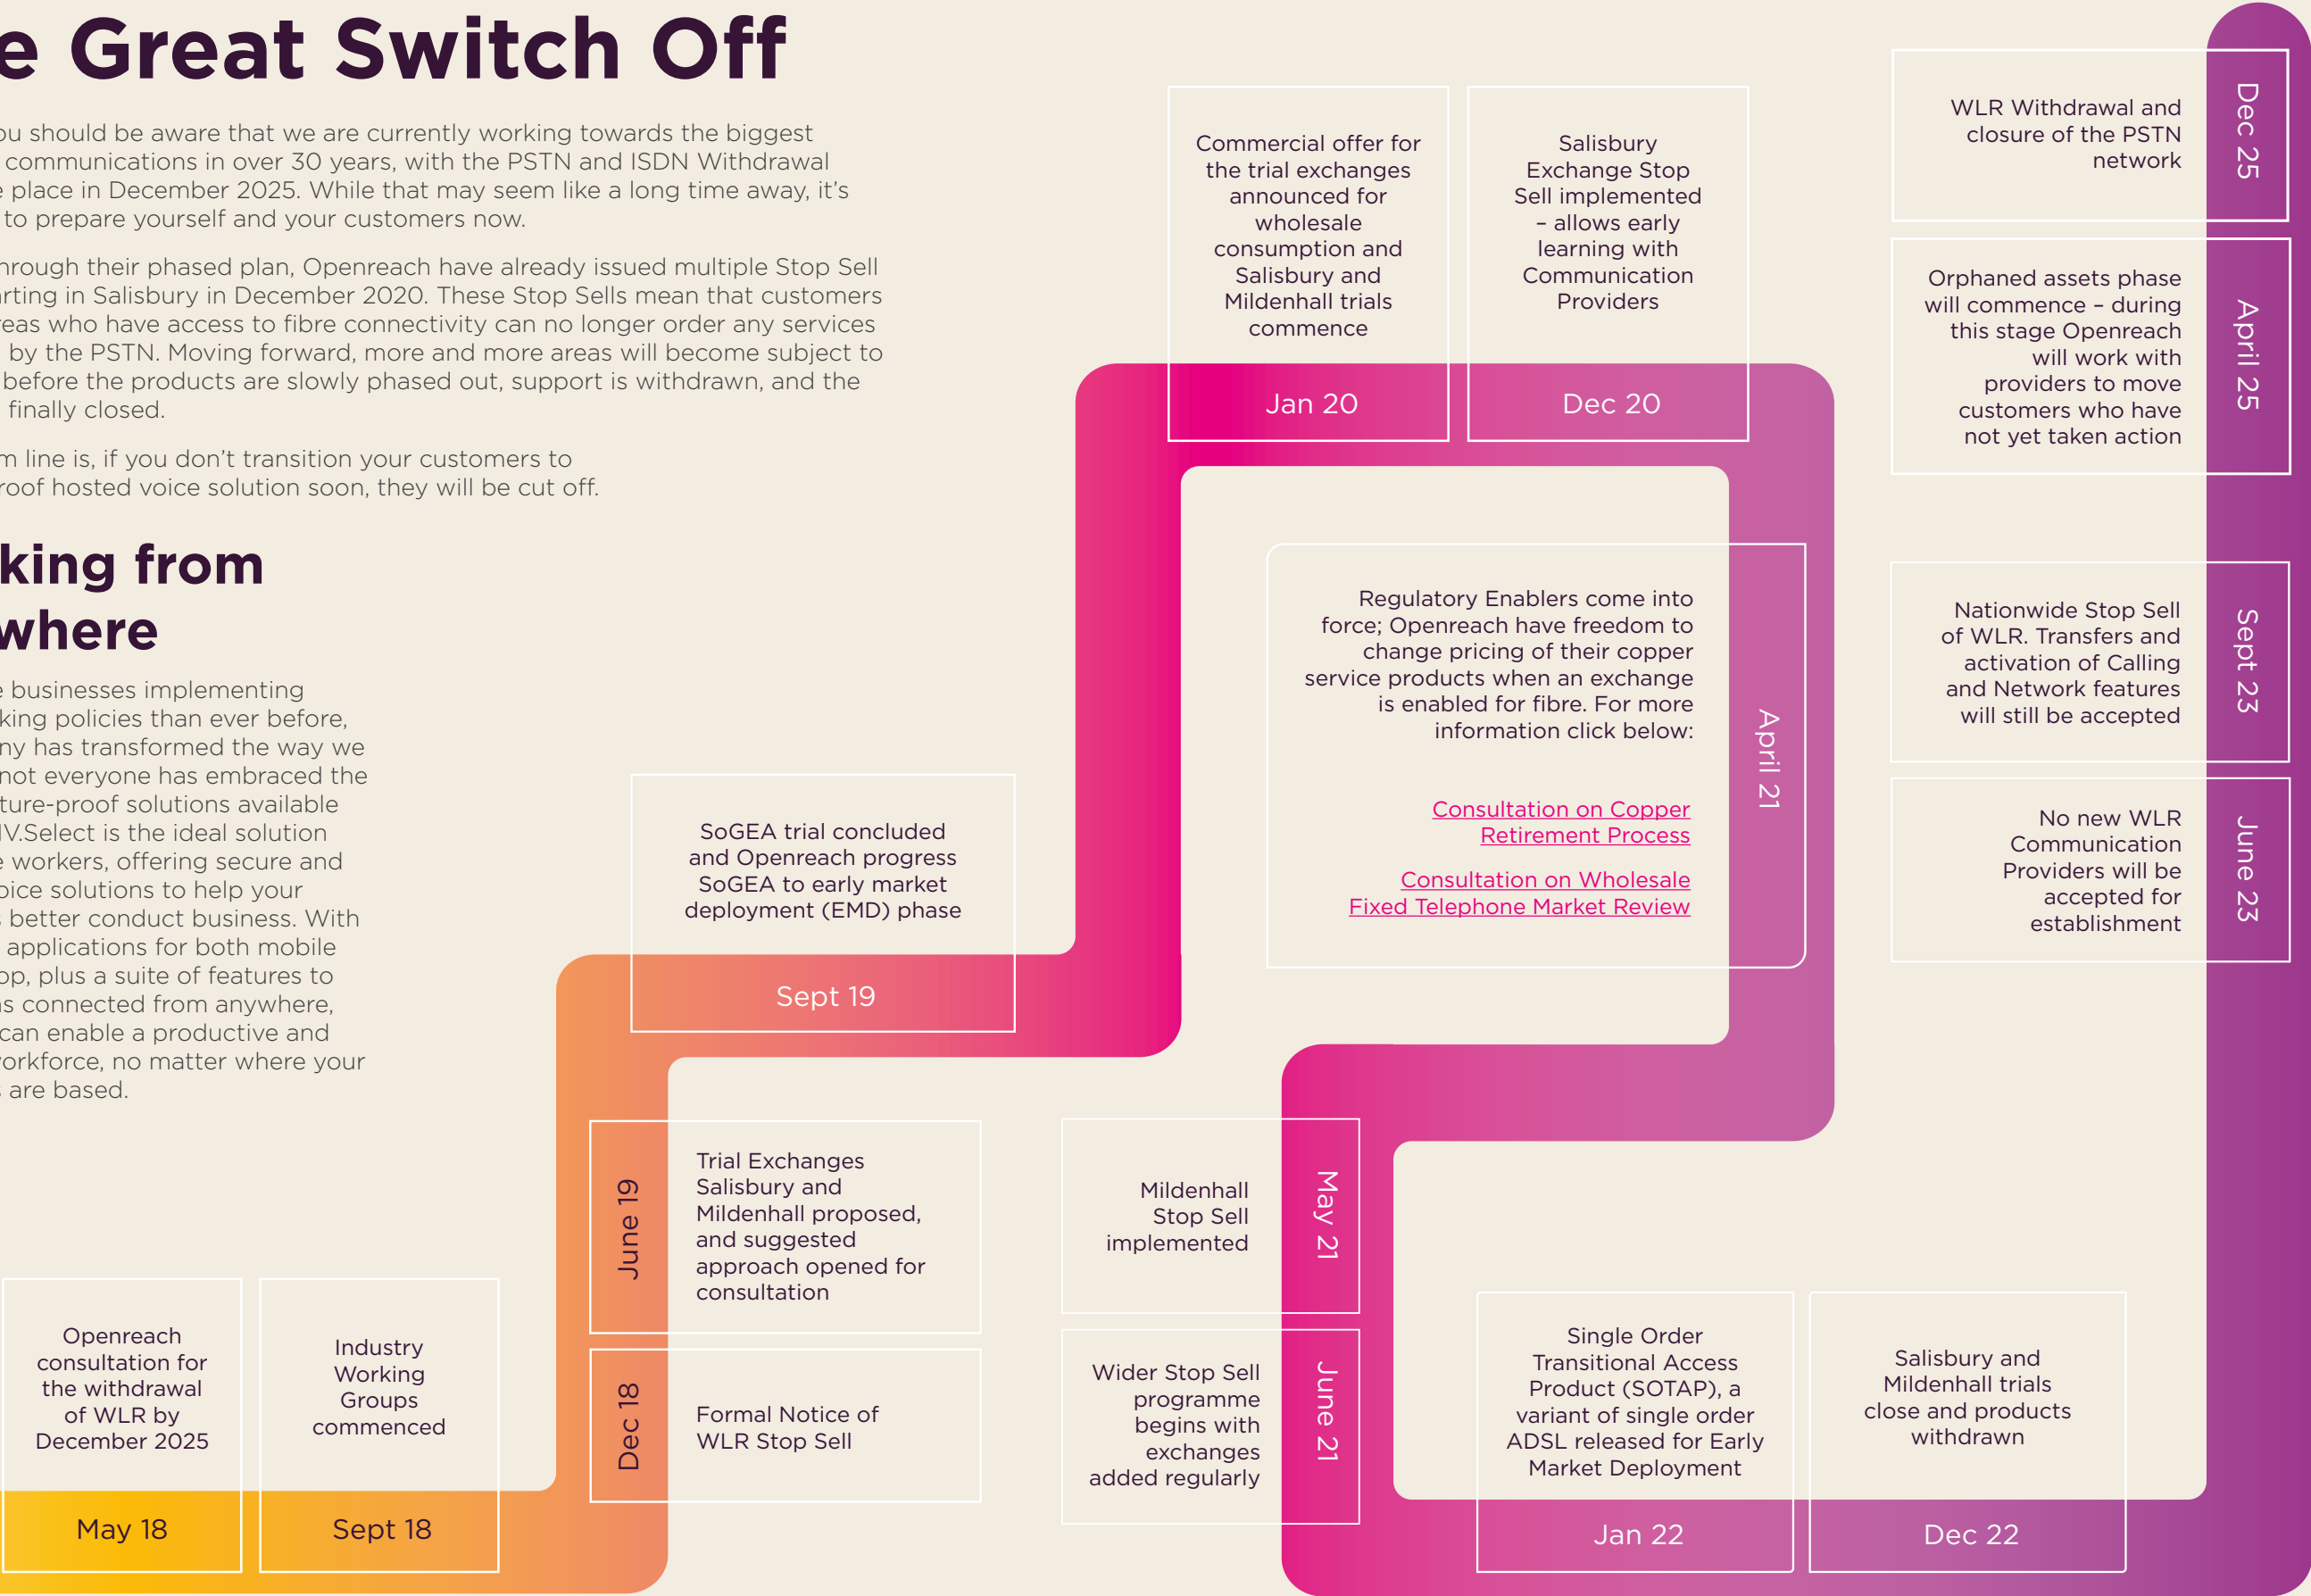 e Great Switch Off
ou should be aware that we are currently working towards the biggest
communications in over 30 years, with the PSTN and ISDN Withdrawal
e place in December 2025. While that may seem like a long time away, it's
to prepare yourself and your customers now.
hrough their phased plan, Openreach have already issued multiple Stop Sell
arting in Salisbury in December 2020. These Stop Sells mean that customers
reas who have access to fibre connectivity can no longer order any services
by the PSTN. Moving forward, more and more areas will become subject to
before the products are slowly phased out, support is withdrawn, and the
finally closed.
m line is, if you don't transition your customers to
roof hosted voice solution soon, they will be cut off.
king from
where
e businesses implementing
king policies than ever before,
ny has transformed the way we
not everyone has embraced the
ture-proof solutions available
IV.Select is the ideal solution
e workers, offering secure and
oice solutions to help your
s better conduct business. With
applications for both mobile
op, plus a suite of features to
ns connected from anywhere,
can enable a productive and
workforce, no matter where your
s are based.
Openreach
consultation for
the withdrawal
of WLR by
December 2025
May 18
Industry
Working
Groups
commenced
Sept 18
Dec 18
Formal Notice of
WLR Stop Sell
June 19
Trial Exchanges
Salisbury and
Mildenhall proposed,
and suggested
approach opened for
consultation
SoGEA trial concluded
and Openreach progress
SoGEA to early market
deployment (EMD) phase
Sept 19
Commercial offer for
the trial exchanges
announced for
wholesale
consumption and
Salisbury and
Mildenhall trials
commence
Jan 20
Salisbury
Exchange Stop
Sell implemented
– allows early
learning with
Communication
Providers
Dec 20
Regulatory Enablers come into
force; Openreach have freedom to
change pricing of their copper
service products when an exchange
is enabled for fibre. For more
information click below:
Consultation on Copper
Retirement Process
Consultation on Wholesale
Fixed Telephone Market Review
April 21
Mildenhall
Stop Sell
implemented
May 21
Wider Stop Sell
programme
begins with
exchanges
added regularly
June 21
Single Order
Transitional Access
Product (SOTAP), a
variant of single order
ADSL released for Early
Market Deployment
Jan 22
Salisbury and
Mildenhall trials
close and products
withdrawn
Dec 22
No new WLR
Communication
Providers will be
accepted for
establishment
June 23
Nationwide Stop Sell
of WLR. Transfers and
activation of Calling
and Network features
will still be accepted
Sept 23
Orphaned assets phase
will commence – during
this stage Openreach
will work with
providers to move
customers who have
not yet taken action
April 25
WLR Withdrawal and
closure of the PSTN
network
Dec 25